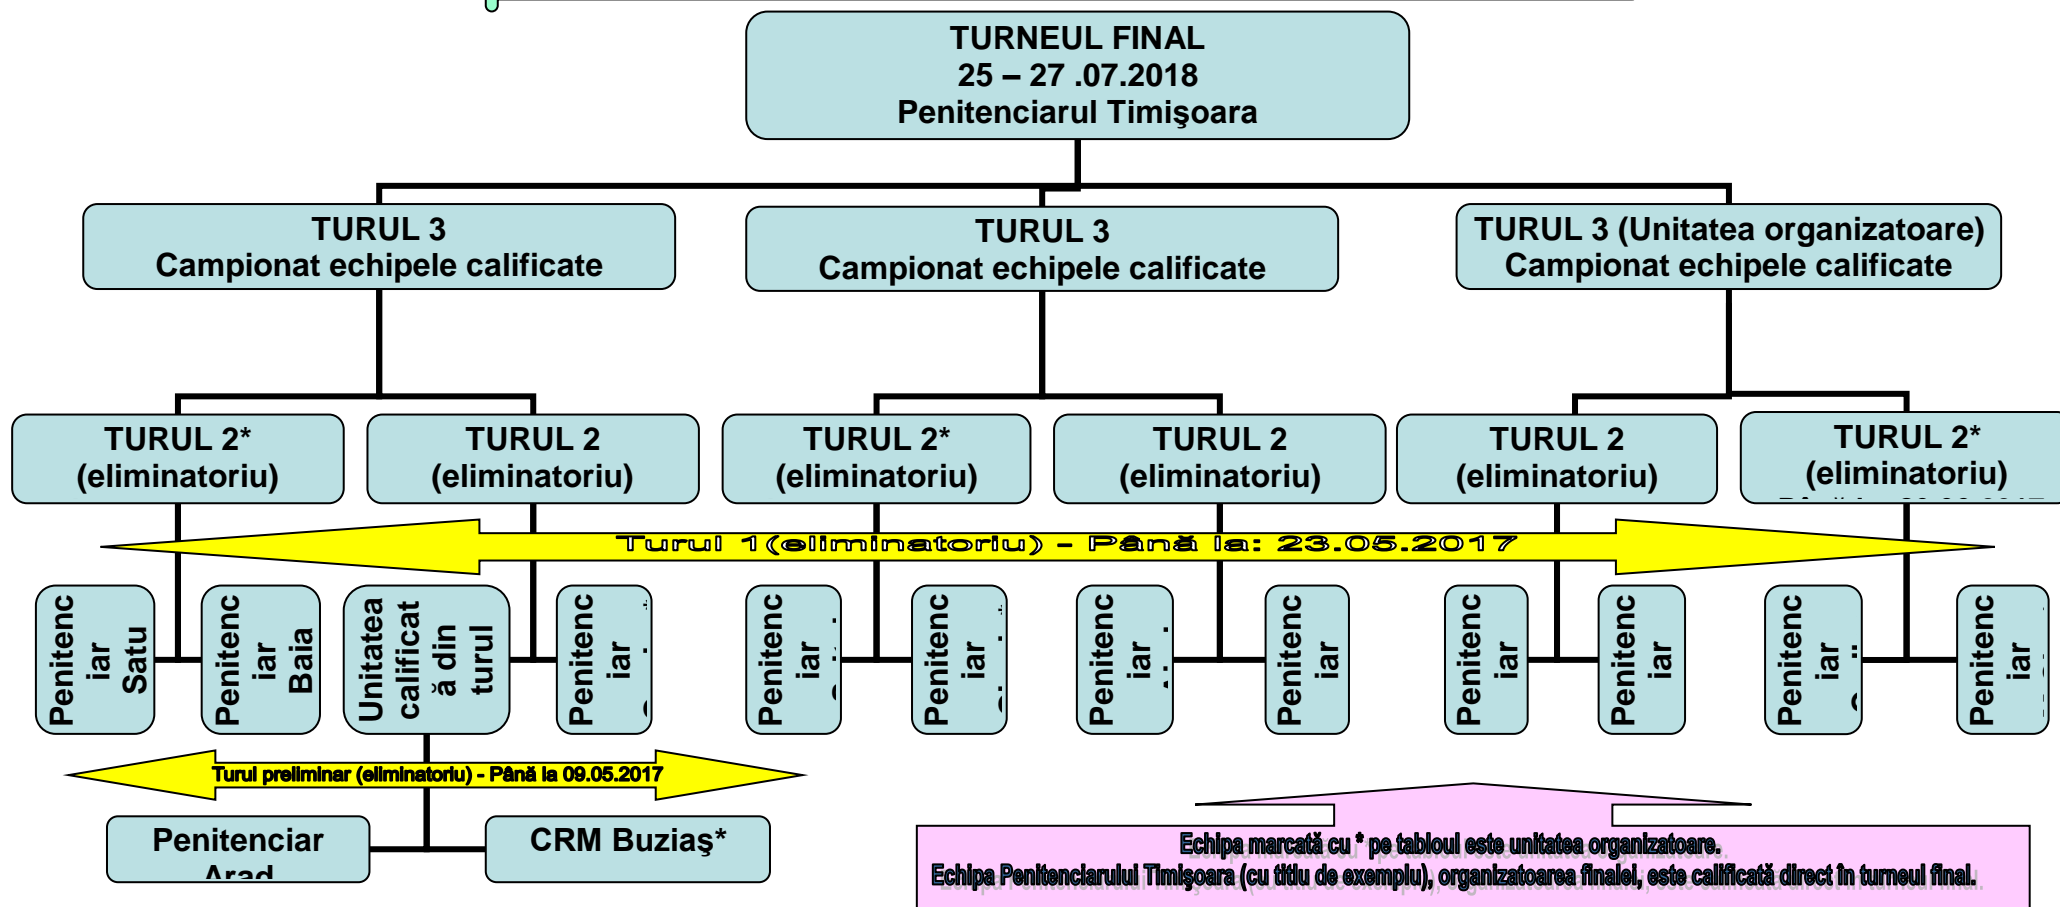 TURNEUL FINAL
25 – 27 .07.2018
Penitenciarul Timişoara
TURUL 3
Campionat echipele calificate
TURUL 3
Campionat echipele calificate
TURUL 3 (Unitatea organizatoare)
Campionat echipele calificate
TURUL 2*
(eliminatoriu)
TURUL 2
(eliminatoriu)
TURUL 2*
(eliminatoriu)
TURUL 2
(eliminatoriu)
TURUL 2
(eliminatoriu)
TURUL 2*
(eliminatoriu)
Turul 1(eliminatoriu) - Până la: 23.05.2017
Penitenc
iar
Satu
Penitenc
iar
Baia
Unitatea
calificat
ă din
turul
Penitenc
iar
Penitenc
iar
Penitenc
iar
Penitenc
iar
Penitenc
iar
Penitenc
iar
Penitenc
iar
Penitenc
iar
Penitenc
iar
Turul preliminar (eliminatoriu) - Până la 09.05.2017
Penitenciar
Arad
CRM Buziaş*
Echipa marcată cu * pe tabloul este unitatea organizatoare.
Echipa Penitenciarului Timişoara (cu titlu de exemplu), organizatoarea finalei, este calificată direct în turneul final.